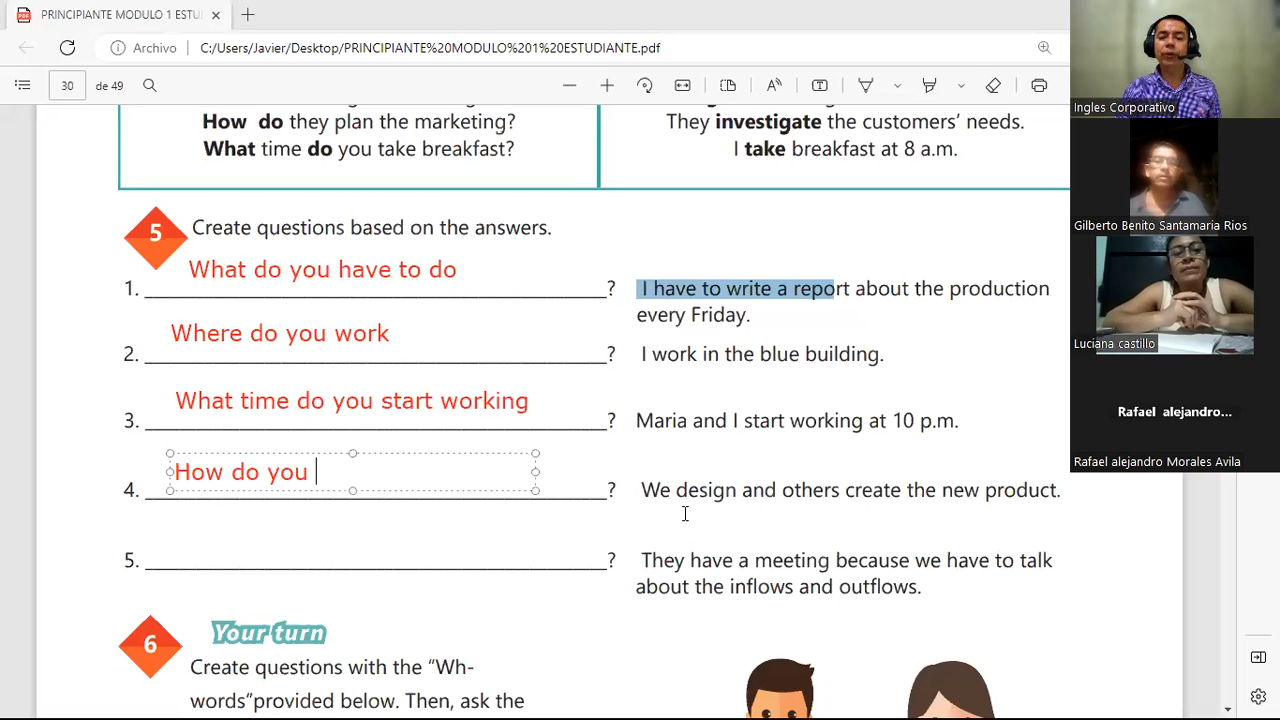 PRINCIPIANTE MODULO 1 ESTU
Archivo
C:/Users/Javier/Desktop/PRINCIPIANTE%20MODULO%201%20ESTUDIANTE.pdf
30
de 49
How do they plan the marketing?
They investigate the customers' needs.
What time do you take breakfast?
I take breakfast at 8 a.m.
5
Create questions based on the answers.
What do you have to do
1. ______________________________________________?
I have to write a report about the production
every Friday.
Where do you work
2. ______________________________________________?
I work in the blue building.
What time do you start working
3. ______________________________________________?
Maria and I start working at 10 p.m.
How do you
4. ______________________________________________?
We design and others create the new product.
5. ______________________________________________?
They have a meeting because we have to talk
about the inflows and outflows.
6
Your turn
Create questions with the "Wh-
words"provided below. Then, ask the
Ingles Corporativo
Gilberto Benito Santamaria Rios
Luciana castillo
Rafael alejandro...
Rafael alejandro Morales Avila